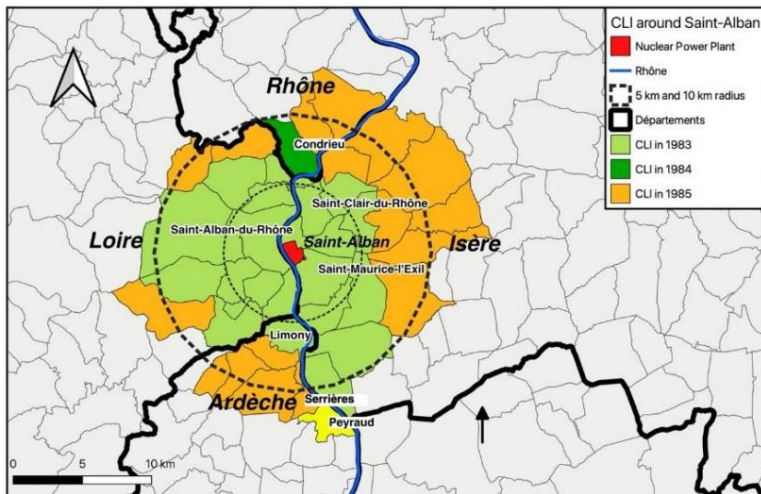 CLI around Saint-Alban
Nuclear Power Plant
Rhône
5 km and 10 km radius
Départements
CLI in 1983
CLI in 1984
CLI in 1985
Rhône
Condrieu
Saint-Clair-du-Rhône
Saint-Alban-du-Rhône
Loire
Saint-Alban
Isère
Saint-Maurice-l'Exil
Limony
Ardèche
Serrières
Peyraud
0 5 10 km